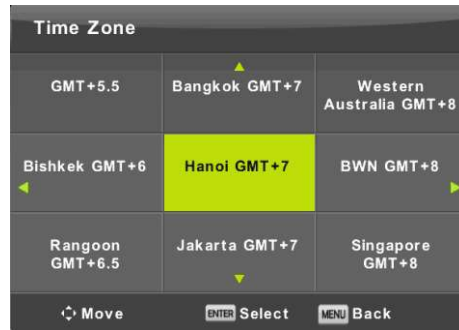 Time Zone
GMT+5.5
Bangkok GMT+7
Western
Australia GMT+8
Bishkek GMT+6
Hanoi GMT+7
BWN GMT+8
Rangoon
GMT+6.5
Jakarta GMT+7
Singapore
GMT+8
Move
ENTER Select
MENU Back